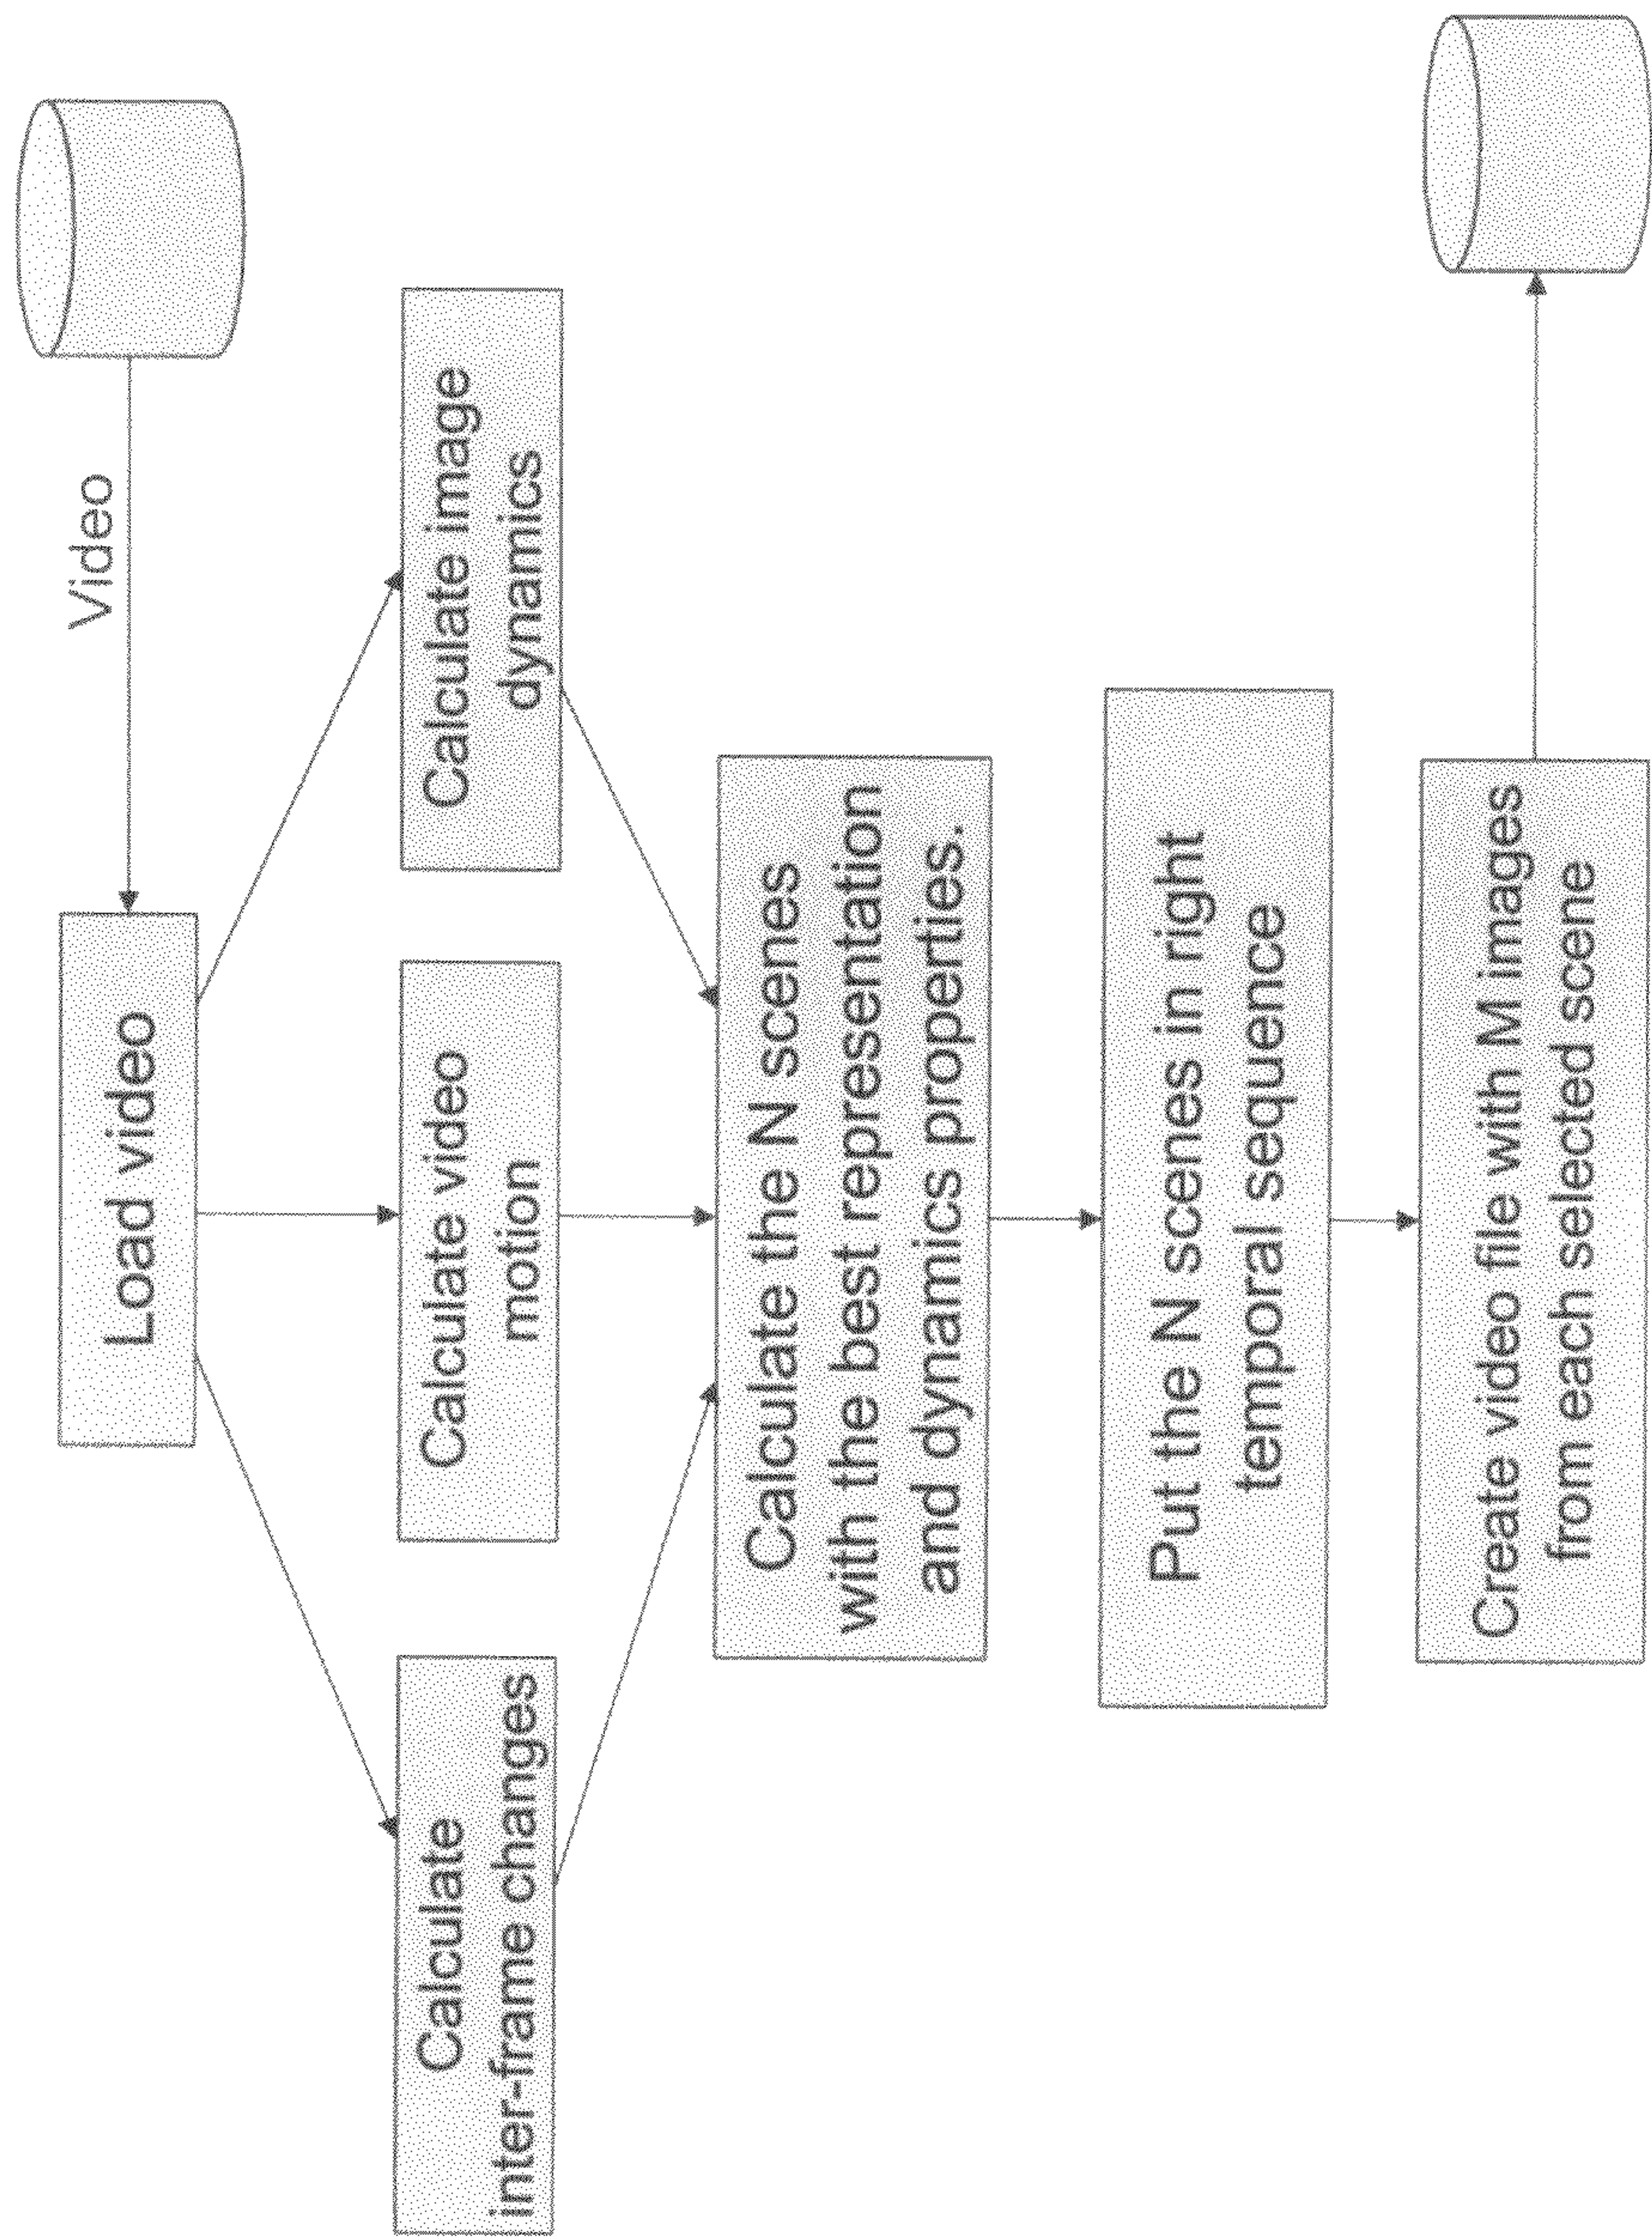 Video
Load video
Calculate
inter-frame changes
Calculate video
motion
Calculate image
dynamics
Calculate the N scenes
with the best representation
and dynamics properties.
Put the N scenes in right
temporal sequence
Create video file with M images
from each selected scene